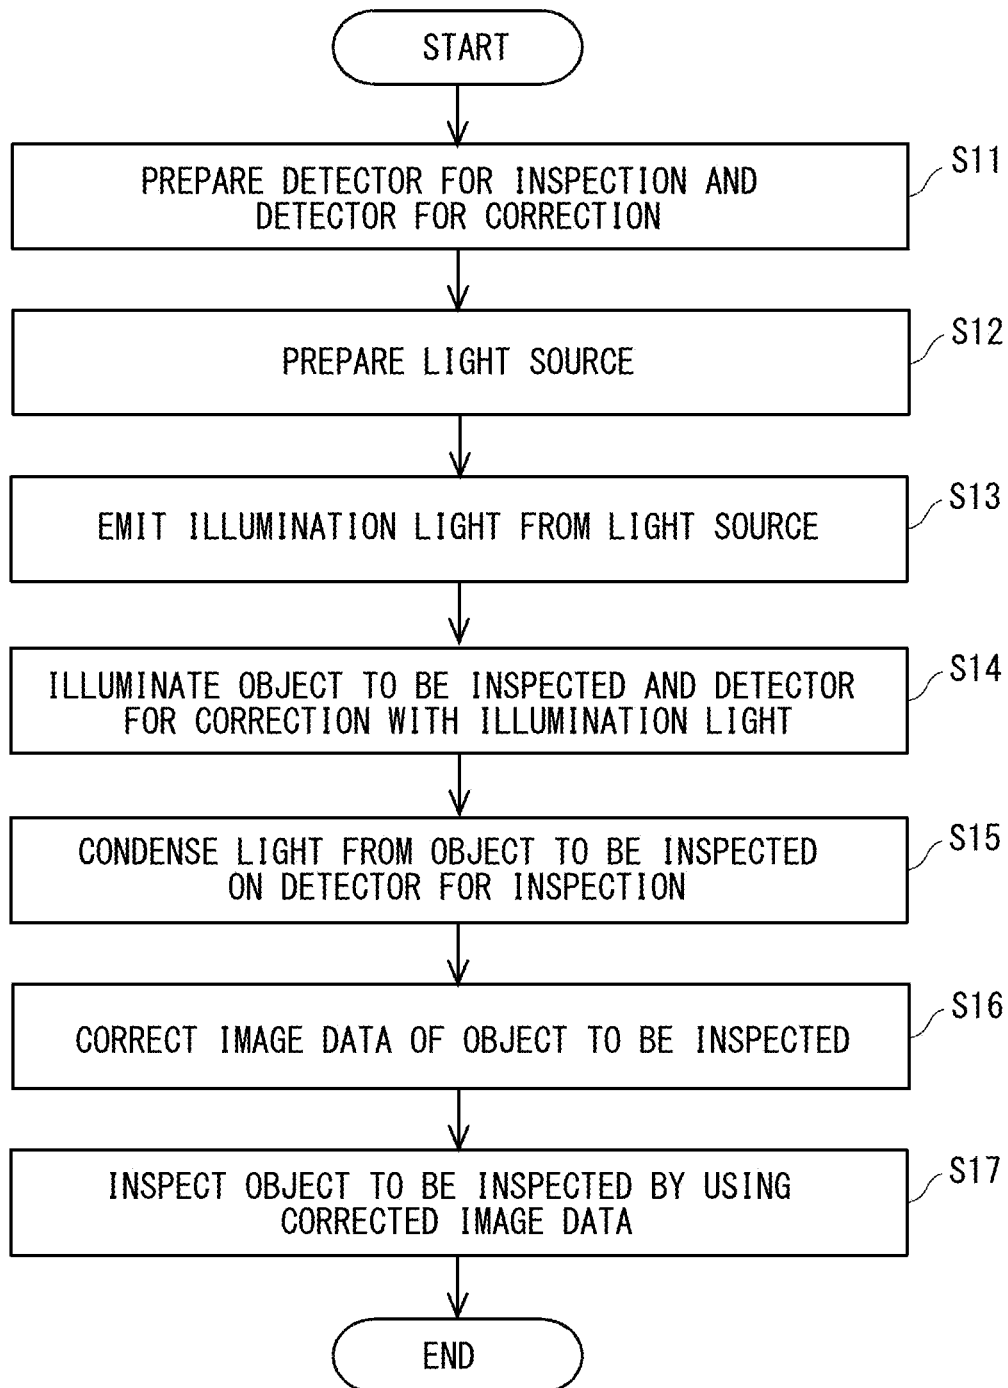 START
PREPARE DETECTOR FOR INSPECTION AND
DETECTOR FOR CORRECTION
S11
PREPARE LIGHT SOURCE
S12
EMIT ILLUMINATION LIGHT FROM LIGHT SOURCE
S13
ILLUMINATE OBJECT TO BE INSPECTED AND DETECTOR
FOR CORRECTION WITH ILLUMINATION LIGHT
S14
CONDENSE LIGHT FROM OBJECT TO BE INSPECTED
ON DETECTOR FOR INSPECTION
S15
CORRECT IMAGE DATA OF OBJECT TO BE INSPECTED
S16
INSPECT OBJECT TO BE INSPECTED BY USING
CORRECTED IMAGE DATA
S17
END